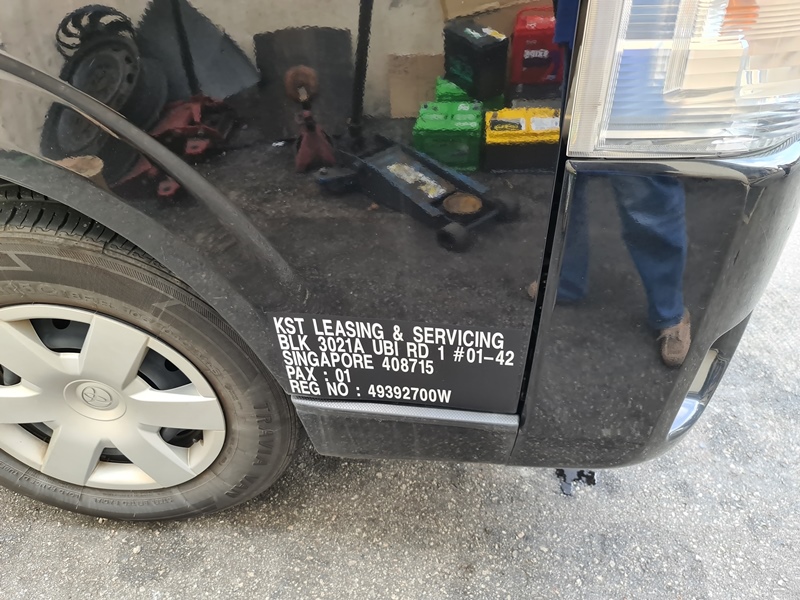 KST LEASING & SERVICING
BLK 3021A UBI RD 1 #01-42
SINGAPORE 408715
PAX : 01
REG NO : 49392700W